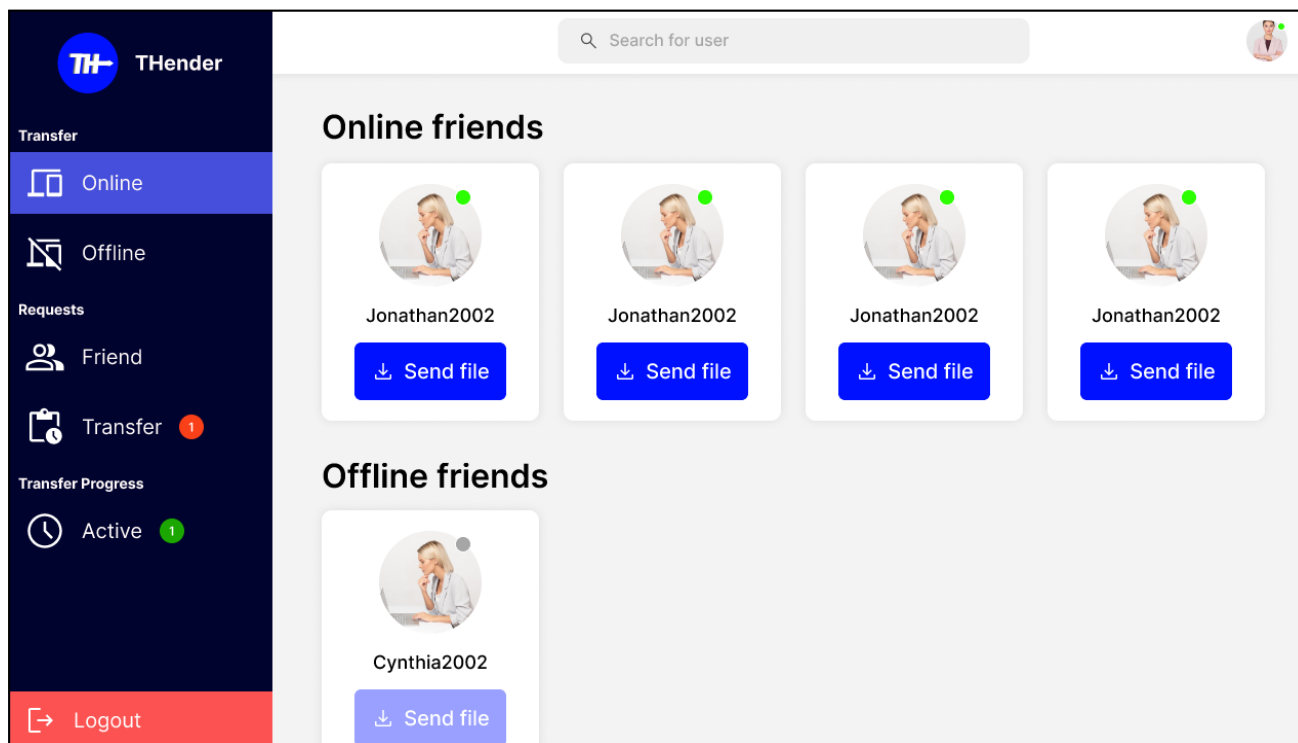 TH
THender
Search for user
Transfer
Online
Offline
Requests
Friend
Transfer 1
Transfer Progress
Active 1
Logout
Online friends
Jonathan2002 Jonathan2002 Jonathan2002 Jonathan2002
Send file Send file Send file Send file
Offline friends
Cynthia2002
Send file